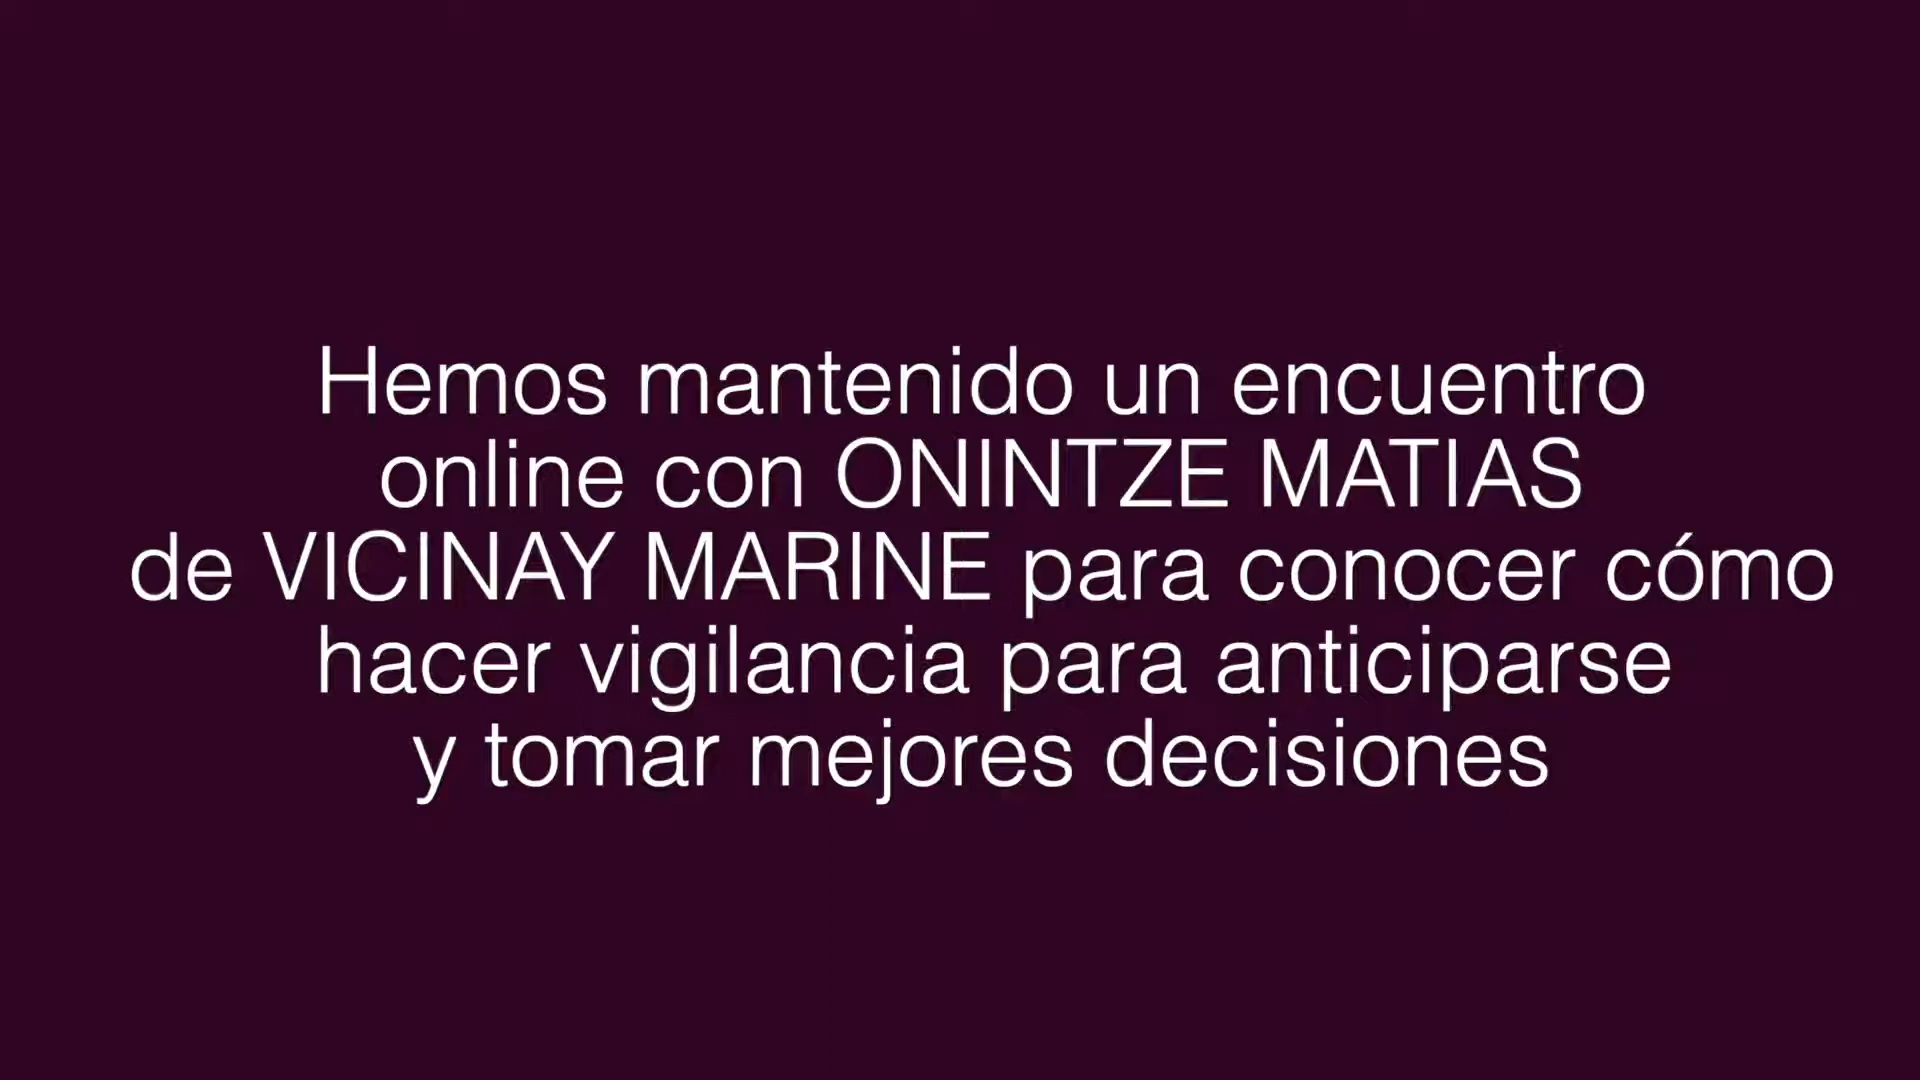 Hemos mantenido un encuentro
online con ONINTZE MATIAS
de VICINAY MARINE para conocer cómo
hacer vigilancia para anticiparse
y tomar mejores decisiones